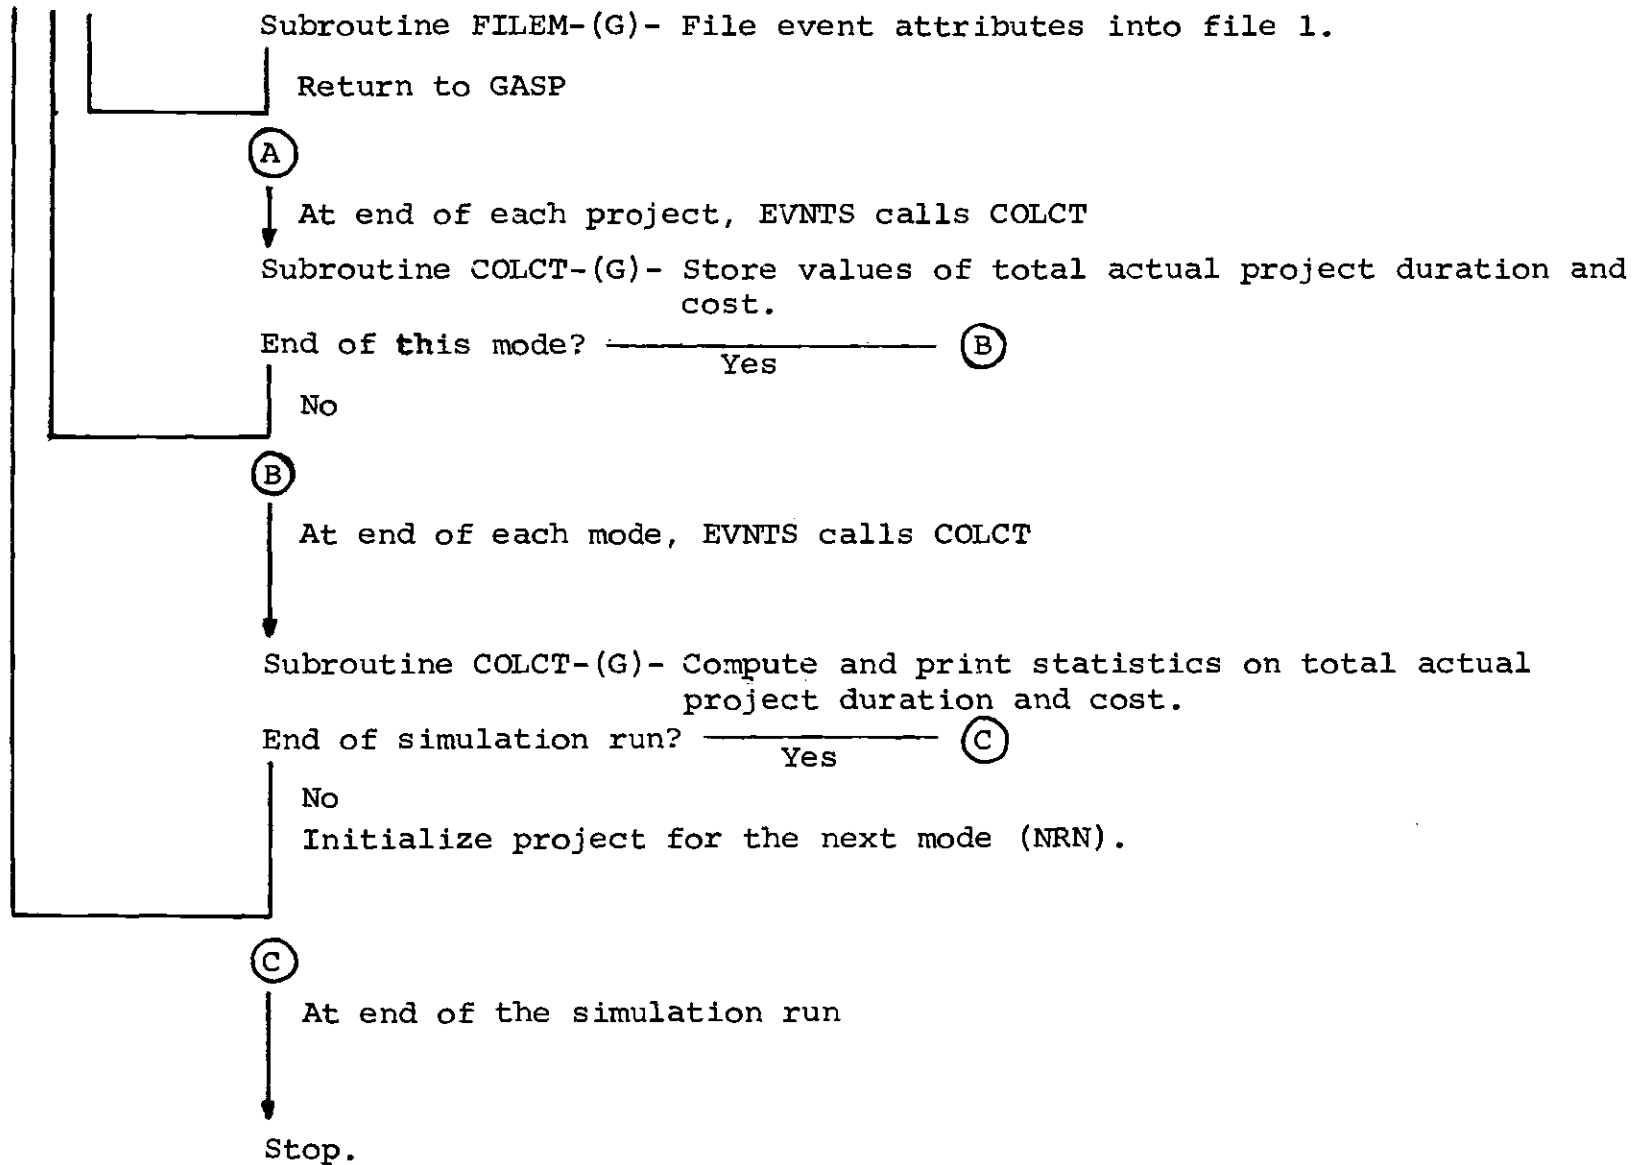 Subroutine FILEM-(G)- File event attributes into file 1.
Return to GASP
A
At end of each project, EVNTS calls COLCT
Subroutine COLCT-(G)- Store values of total actual project duration and
cost.
End of this mode? Yes B
No
B
At end of each mode, EVNTS calls COLCT
Subroutine COLCT-(G)- Compute and print statistics on total actual
project duration and cost.
End of simulation run? Yes C
No
Initialize project for the next mode (NRN).
C
At end of the simulation run
Stop.